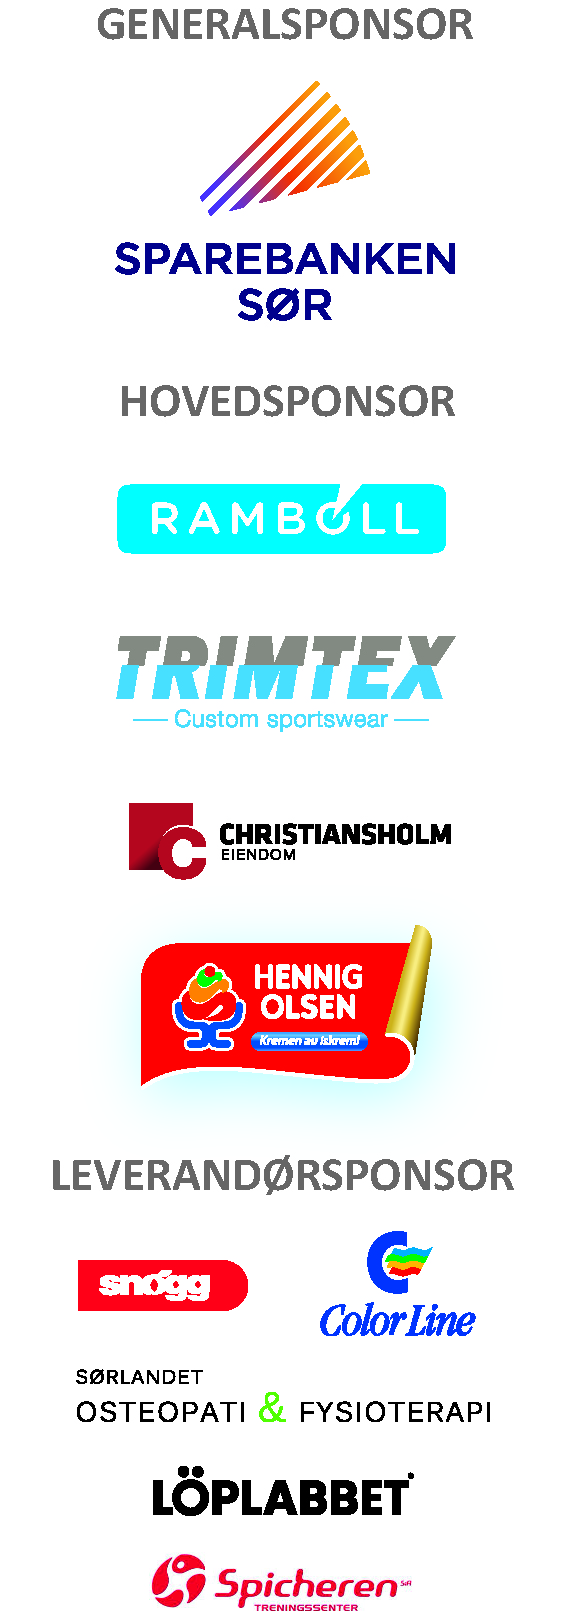 GENERALSPONSOR
SPAREBANKEN
SØR
HOVEDSPONSOR
RAMBØLL
TRIMTEX
Custom sportswear
CHRISTIANSHOLM
EIENDOM
HENNIG
OLSEN
Kremen av iskrem!
LEVERANDØRSPONSOR
snøgg
Color Line
SØRLANDET
OSTEOPATI & FYSIOTERAPI
LÖPLABBET
Spicheren SiA
TRENINGSSENTER